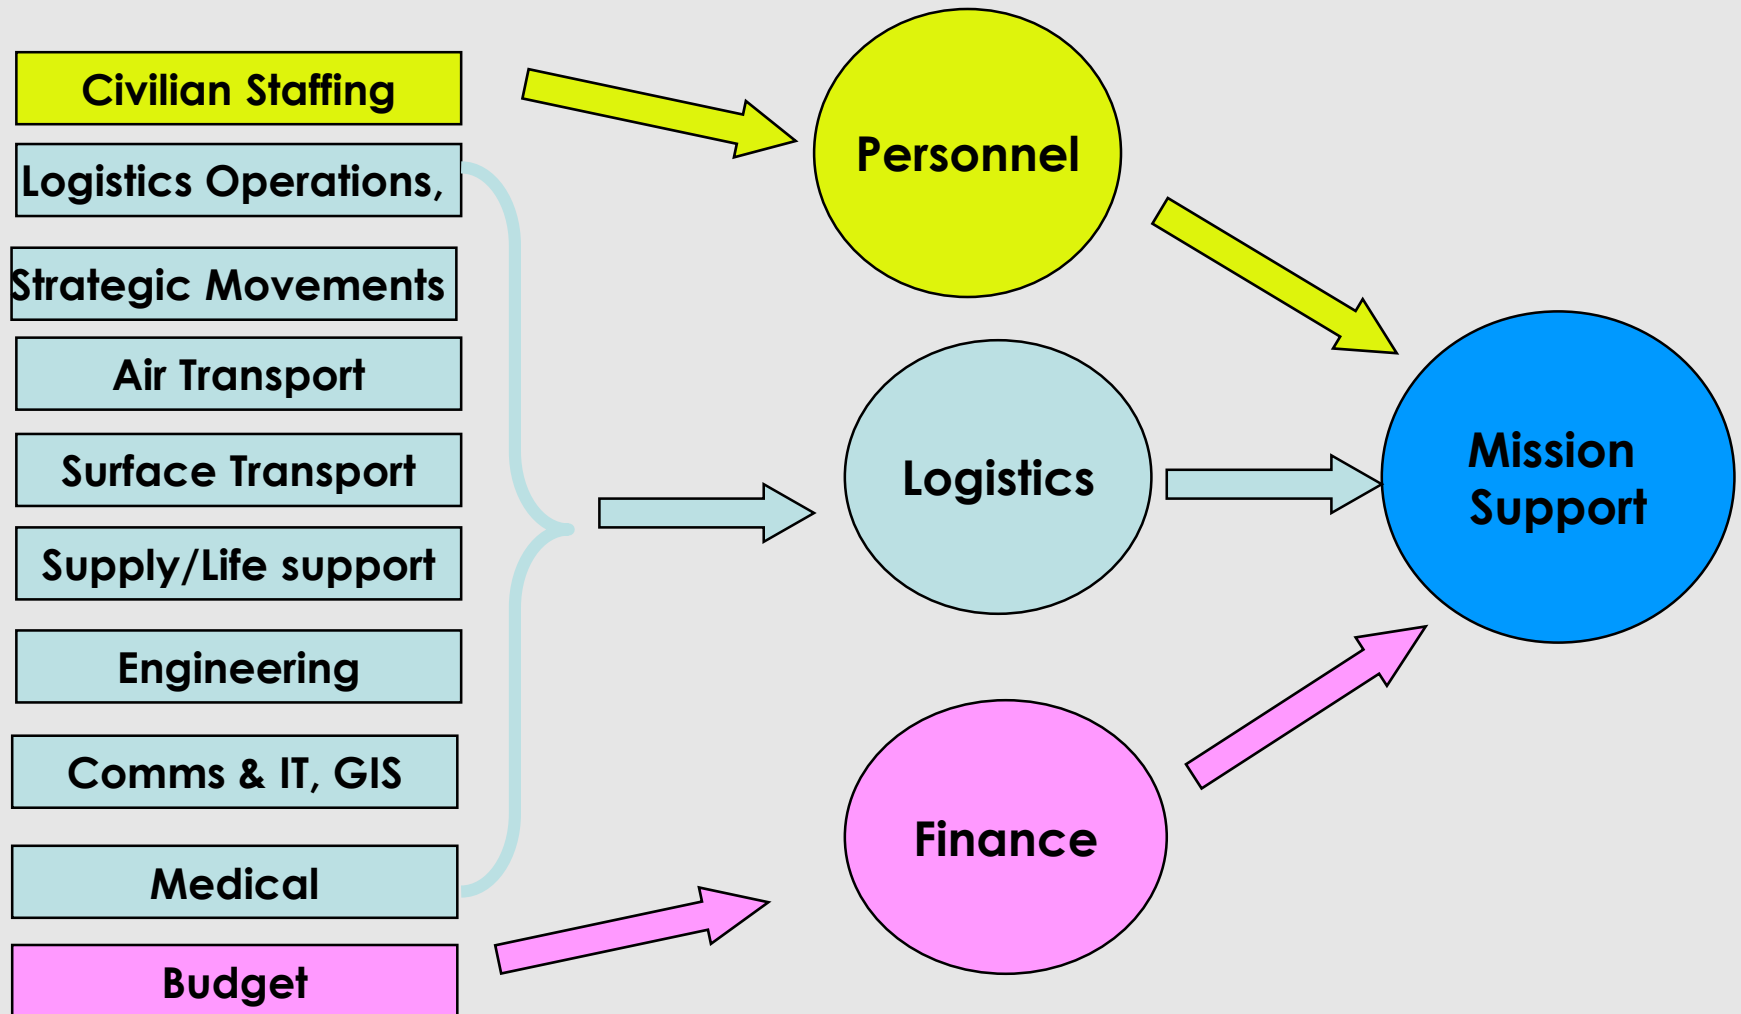 Civilian Staffing
Logistics Operations,
Strategic Movements
Air Transport
Surface Transport
Supply/Life support
Engineering
Comms & IT, GIS
Medical
Budget
Personnel
Logistics
Finance
Mission
Support